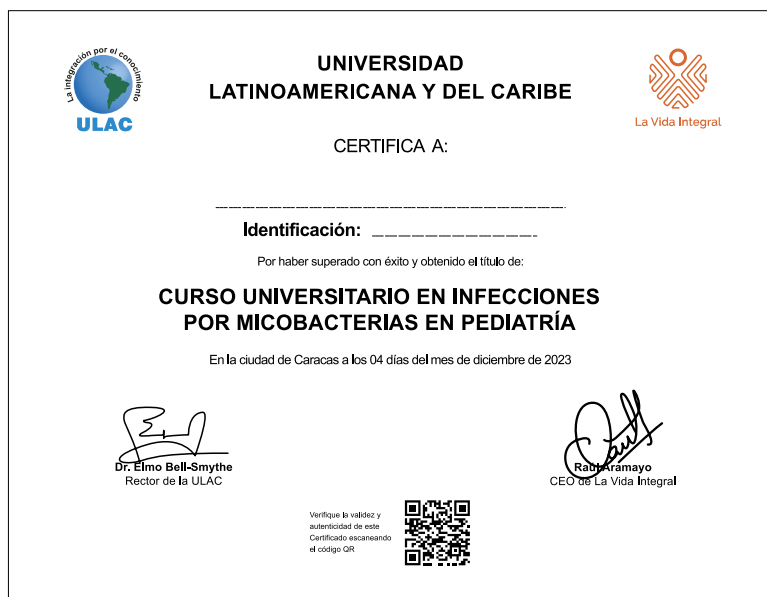 La integración por el conocimiento
ULAC
UNIVERSIDAD
LATINOAMERICANA Y DEL CARIBE
La Vida Integral
CERTIFICA A:
Identificación:
Por haber superado con éxito y obtenido el título de:
CURSO UNIVERSITARIO EN INFECCIONES
POR MICOBACTERIAS EN PEDIATRÍA
En la ciudad de Caracas a los 04 días del mes de diciembre de 2023
Dr. Elmo Bell-Smythe
Rector de la ULAC
Raúl Aramayo
CEO de La Vida Integral
Verifique la validez y
autenticidad de este
Certificado escaneando
el código QR